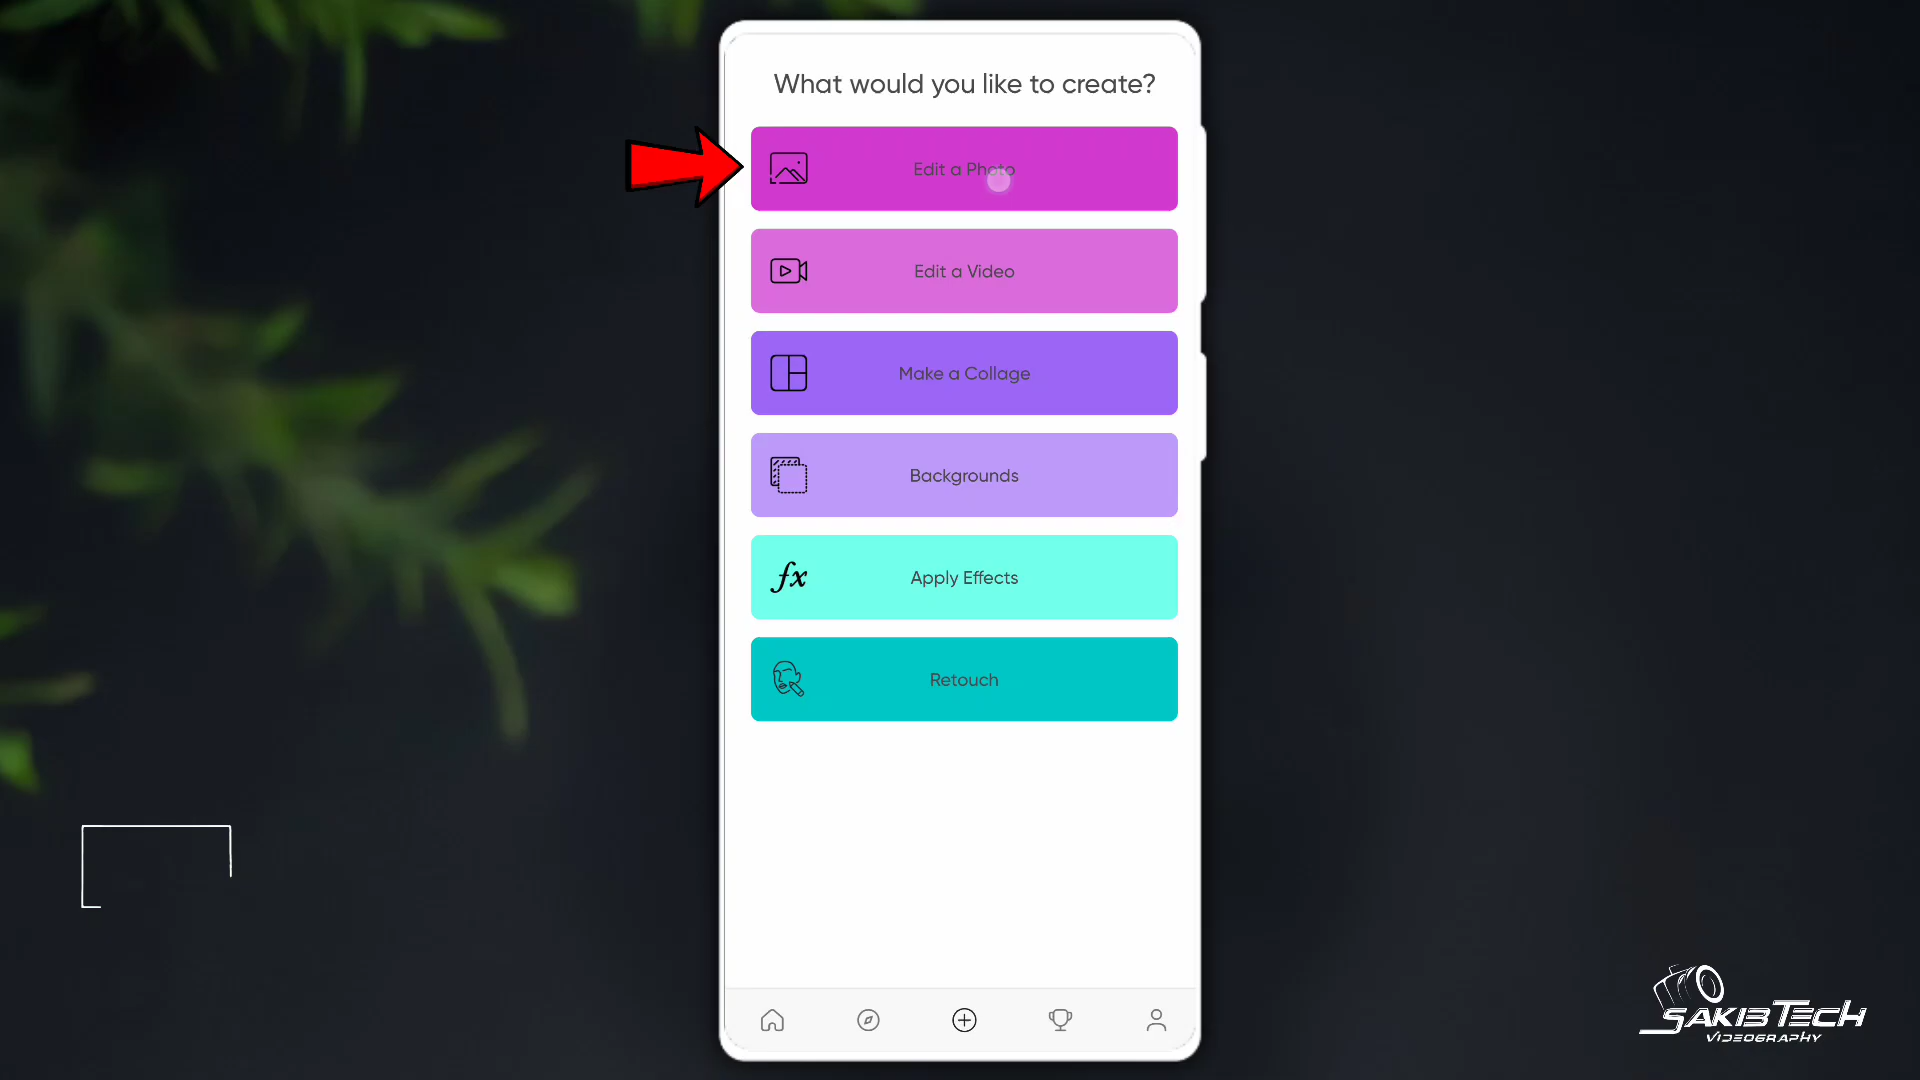 What would you like to create?
Edit a Photo
Edit a Video
Make a Collage
Backgrounds
fx Apply Effects
Retouch
SAKIB TECH
VIDEOGRAPHY